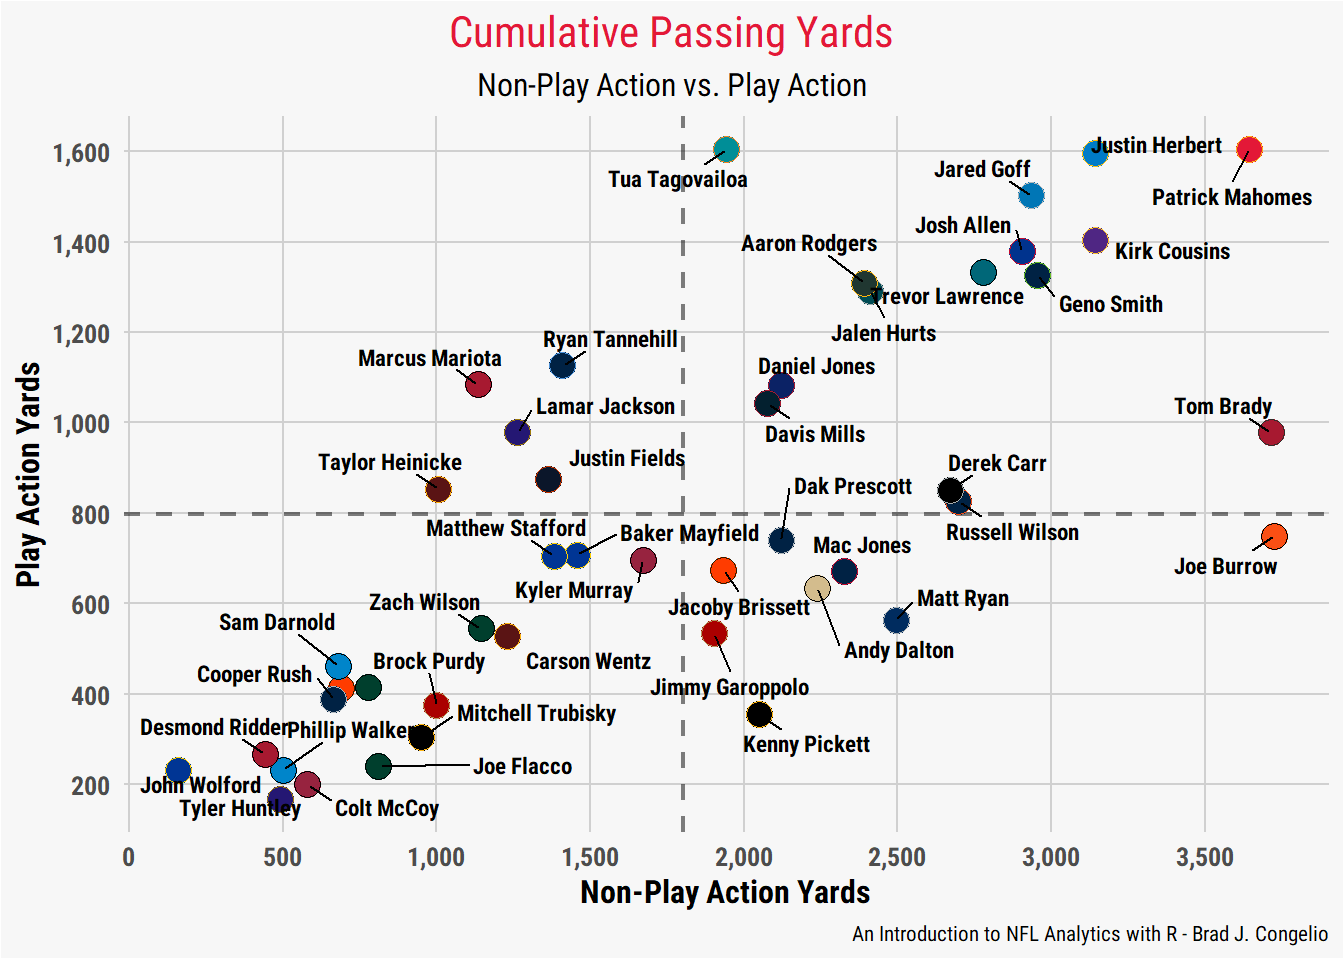 Cumulative Passing Yards
Non-Play Action vs. Play Action
1,600
1,400
1,200
1,000
800
600
400
200
Play Action Yards
Justin Herbert
Tua Tagovailoa
Jared Goff
Patrick Mahomes
Josh Allen
Aaron Rodgers
Kirk Cousins
Trevor Lawrence
Geno Smith
Jalen Hurts
Ryan Tannehill
Marcus Mariota
Daniel Jones
Lamar Jackson
Tom Brady
Davis Mills
Taylor Heinicke
Justin Fields
Derek Carr
Dak Prescott
Matthew Stafford
Baker Mayfield
Russell Wilson
Mac Jones
Joe Burrow
Kyler Murray
Zach Wilson
Jacoby Brissett
Matt Ryan
Sam Darnold
Andy Dalton
Brock Purdy
Carson Wentz
Cooper Rush
Jimmy Garoppolo
Mitchell Trubisky
Desmond Ridder
Phillip Walker
Kenny Pickett
Joe Flacco
John Wolford
Tyler Huntley
Colt McCoy
0 500 1,000 1,500 2,000 2,500 3,000 3,500
Non-Play Action Yards
An Introduction to NFL Analytics with R - Brad J. Congelio